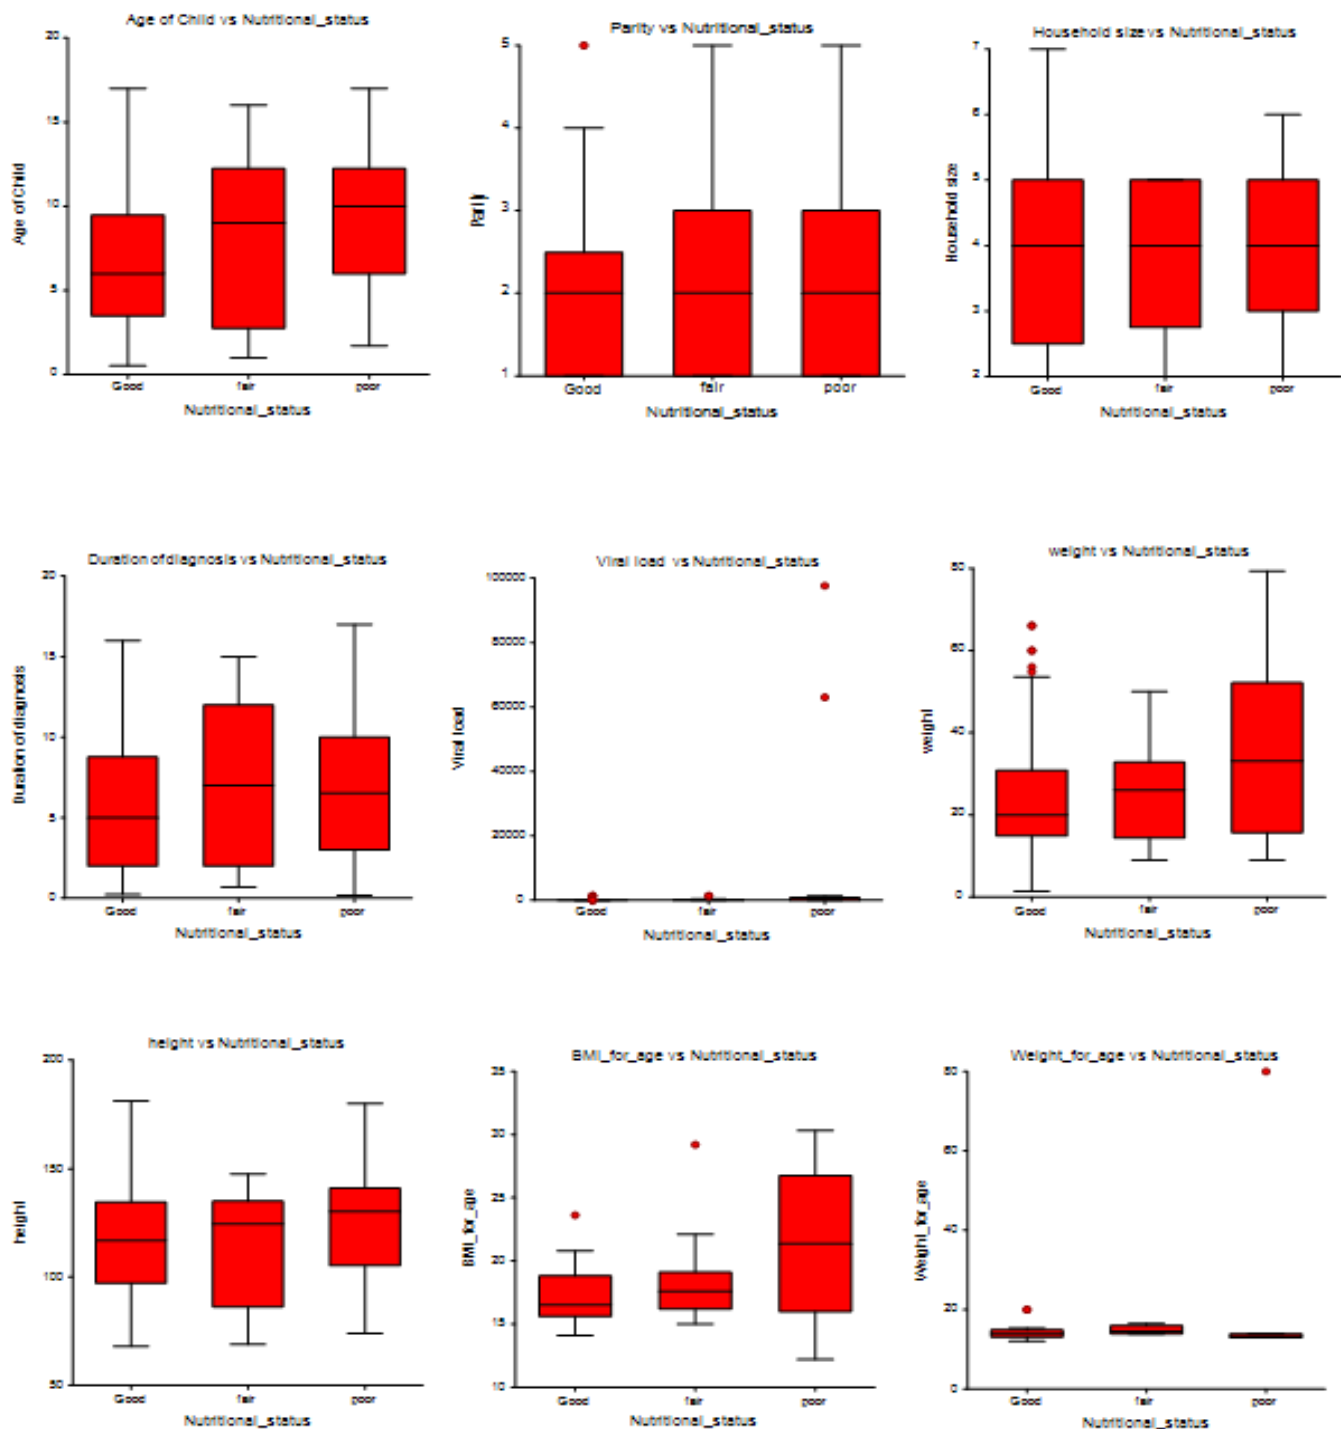 Age of Child vs Nutritional_status
20
15
10
5
0
Age of Child
Good fair poor
Nutritional_status
Parity vs Nutritional_status
5
4
3
2
1
Parity
Good fair poor
Nutritional_status
Household size vs Nutritional_status
7
6
5
4
3
2
Household size
Good fair poor
Nutritional_status
Duration of diagnosis vs Nutritional_status
20
15
10
5
0
Duration of diagnosis
Good fair poor
Nutritional_status
Viral load vs Nutritional_status
100000
80000
60000
40000
20000
0
Viral load
Good fair poor
Nutritional_status
weight vs Nutritional_status
80
60
40
20
0
weight
Good fair poor
Nutritional_status
height vs Nutritional_status
200
150
100
50
height
Good fair poor
Nutritional_status
BMI_for_age vs Nutritional_status
35
30
25
20
15
10
BMI_for_age
Good fair poor
Nutritional_status
Weight_for_age vs Nutritional_status
80
60
40
20
0
Weight_for_age
Good fair poor
Nutritional_status